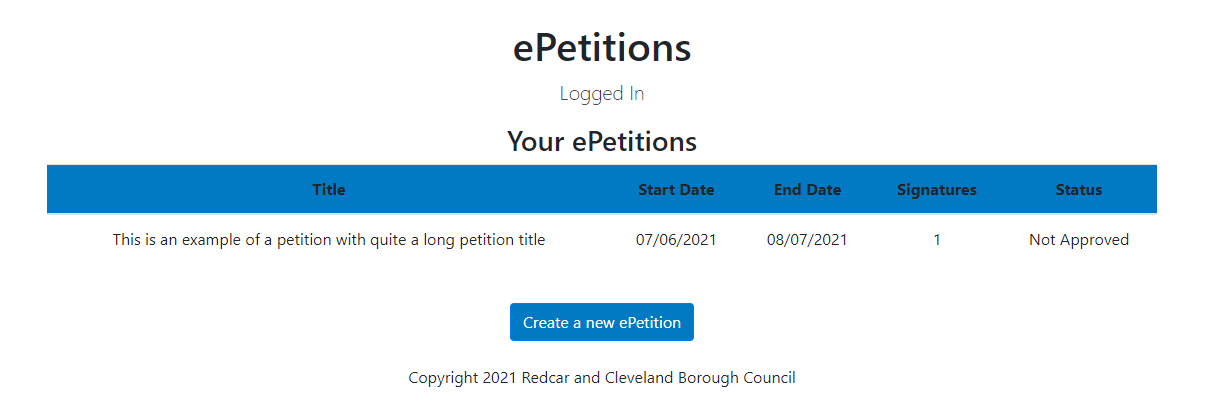 ePetitions
Logged In
Your ePetitions
Title Start Date End Date Signatures Status
This is an example of a petition with quite a long petition title 07/06/2021 08/07/2021 1 Not Approved
Create a new ePetition
Copyright 2021 Redcar and Cleveland Borough Council